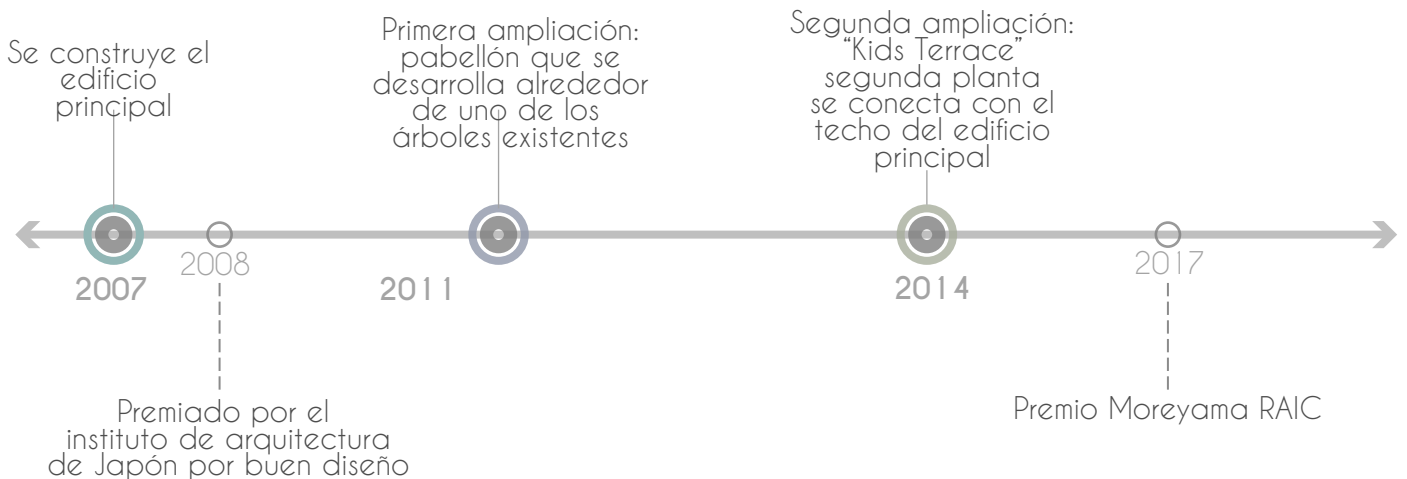 Se construye el
edificio
principal
Primera ampliación:
pabellón que se
desarrolla alrededor
de uno de los
árboles existentes
Segunda ampliación:
“Kids Terrace”
segunda planta
se conecta con el
techo del edificio
principal
2007
2008
2011
2014
2017
Premiado por el
instituto de arquitectura
de Japón por buen diseño
Premio Moreyama RAIC